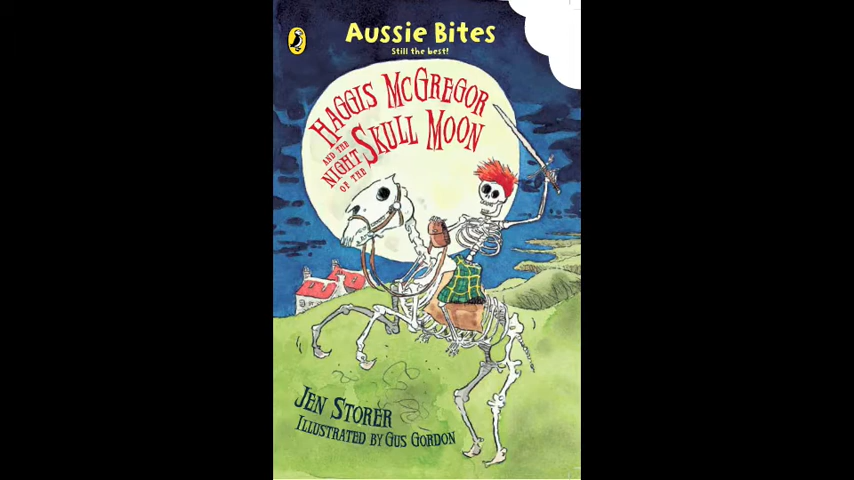 Aussie Bites
Still the best!
HAGGIS MCGREGOR
AND THE
NIGHT
OF THE
SKULL MOON
JEN STORER
ILLUSTRATED BY GUS GORDON